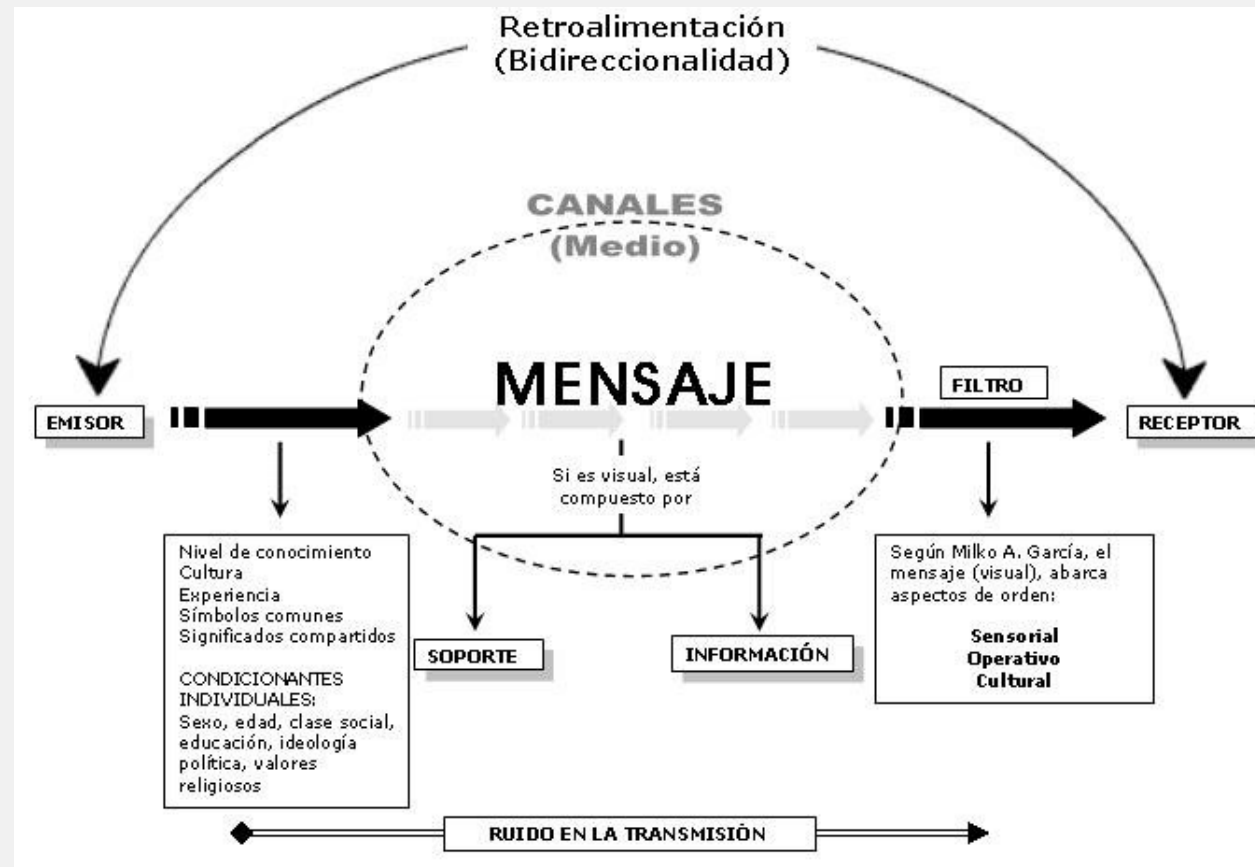 Retroalimentación
(Bidireccionalidad)
CANALES
(Medio)
MENSAJE
FILTRO
EMISOR
RECEPTOR
Si es visual, está
compuesto por
Nivel de conocimiento
Cultura
Experiencia
Símbolos comunes
Significados compartidos
CONDICIONANTES
INDIVIDUALES:
Sexo, edad, clase social,
educación, ideología
política, valores
religiosos
SOPORTE
INFORMACIÓN
Según Milko A. García, el
mensaje (visual), abarca
aspectos de orden:
Sensorial
Operativo
Cultural
RUIDO EN LA TRANSMISIÓN